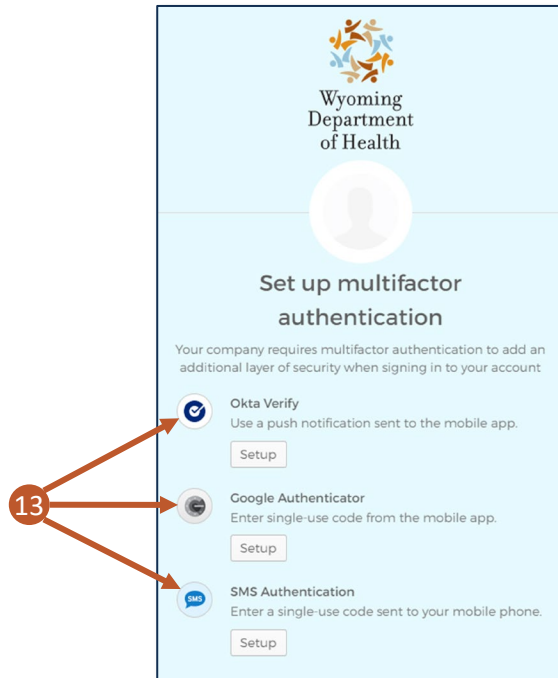 Wyoming
Department
of Health
Set up multifactor
authentication
Your company requires multifactor authentication to add an
additional layer of security when signing in to your account
Okta Verify
Use a push notification sent to the mobile app.
Setup
13
Google Authenticator
Enter single-use code from the mobile app.
Setup
SMS
SMS Authentication
Enter a single-use code sent to your mobile phone.
Setup